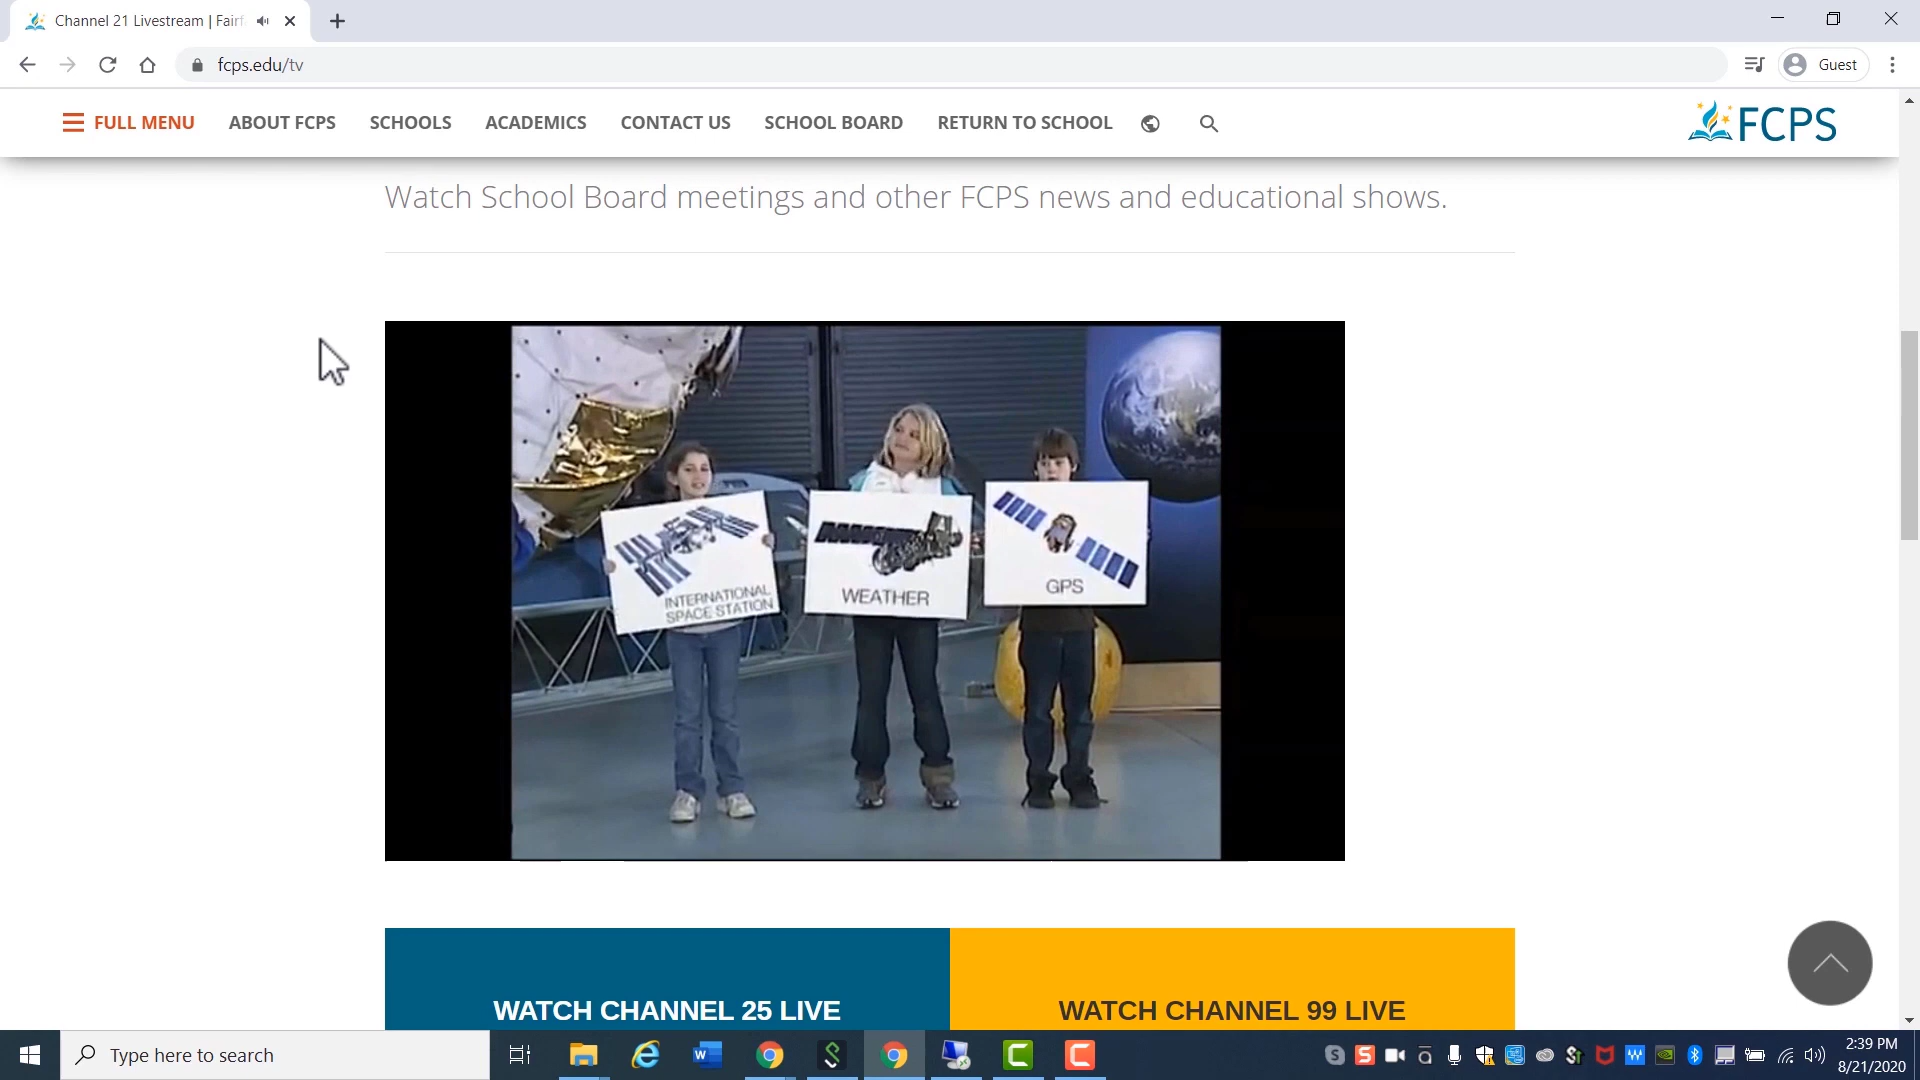 Channel 21 Livestream | Fairf
fcps.edu/tv
Guest
FULL MENU
ABOUT FCPS
SCHOOLS
ACADEMICS
CONTACT US
SCHOOL BOARD
RETURN TO SCHOOL
FCPS
Watch School Board meetings and other FCPS news and educational shows.
INTERNATIONAL
SPACE STATION
WEATHER
GPS
WATCH CHANNEL 25 LIVE
WATCH CHANNEL 99 LIVE
Type here to search
2:39 PM
8/21/2020